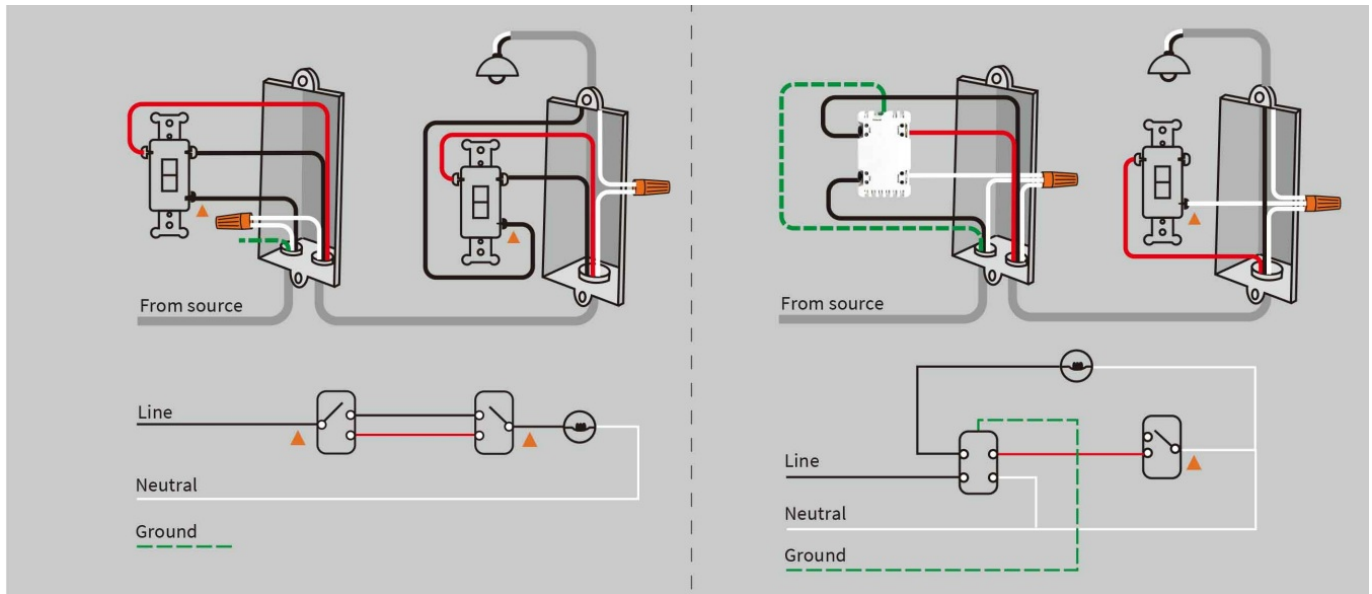 From source
Line
Neutral
Ground
From source
Line
Neutral
Ground